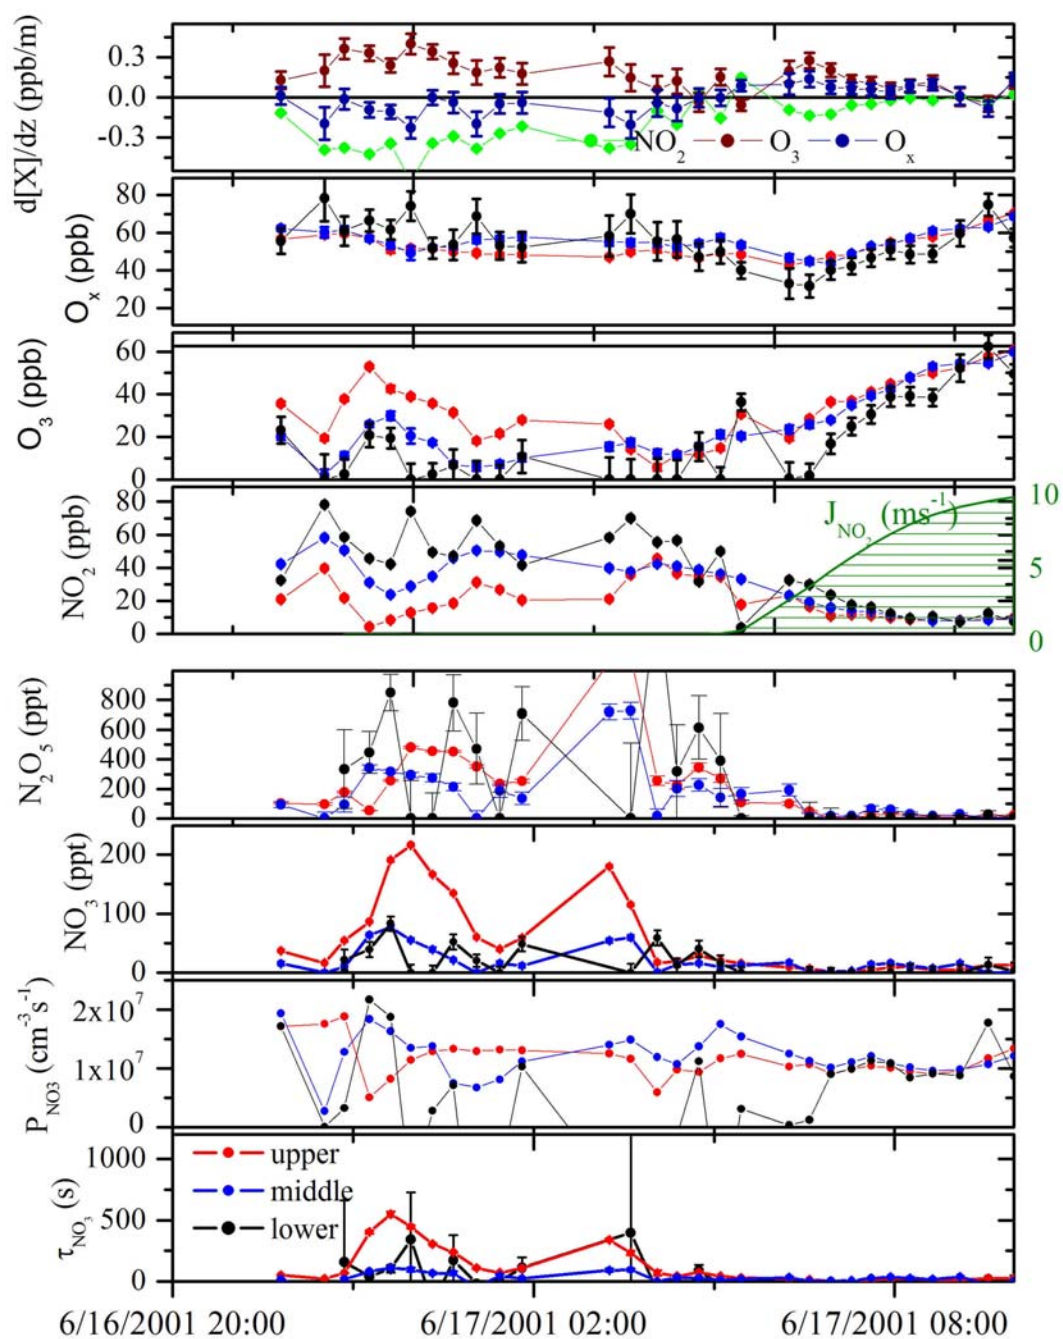 d[X]/dz (ppb/m)
0.3
0.0
-0.3
NO₂ O₃ Oₓ
Oₓ (ppb)
80
60
40
20
O₃ (ppb)
60
40
20
0
NO₂ (ppb)
80
60
40
20
0
J_NO₂ (ms⁻¹)
10
5
0
N₂O₅ (ppt)
800
600
400
200
0
NO₃ (ppt)
200
100
0
P_NO3 (cm⁻³s⁻¹)
2x10⁷
1x10⁷
0
τ_NO₃ (s)
1000
500
0
upper
middle
lower
6/16/2001 20:00 6/17/2001 02:00 6/17/2001 08:00